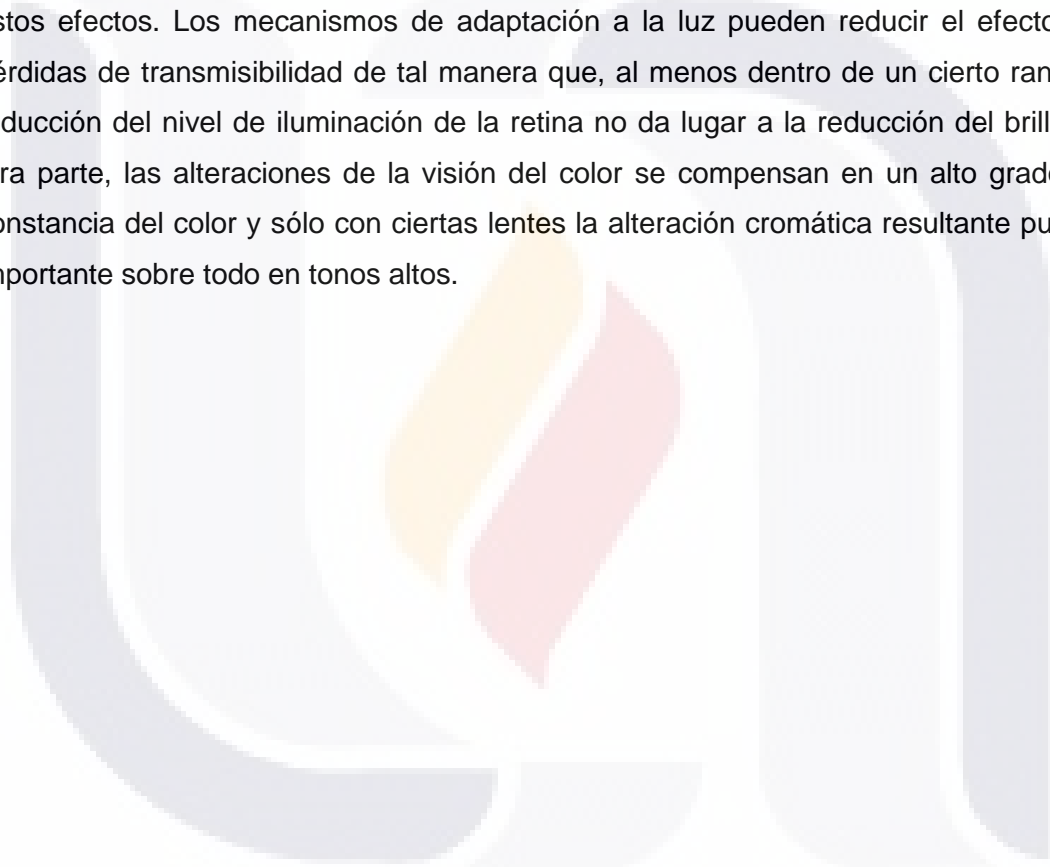 stos efectos. Los mecanismos de adaptación a la luz pueden reducir el efecto
érdidas de transmisibilidad de tal manera que, al menos dentro de un cierto ran
ducción del nivel de iluminación de la retina no da lugar a la reducción del brill
ra parte, las alteraciones de la visión del color se compensan en un alto grad
onstancia del color y sólo con ciertas lentes la alteración cromática resultante pu
mportante sobre todo en tonos altos.